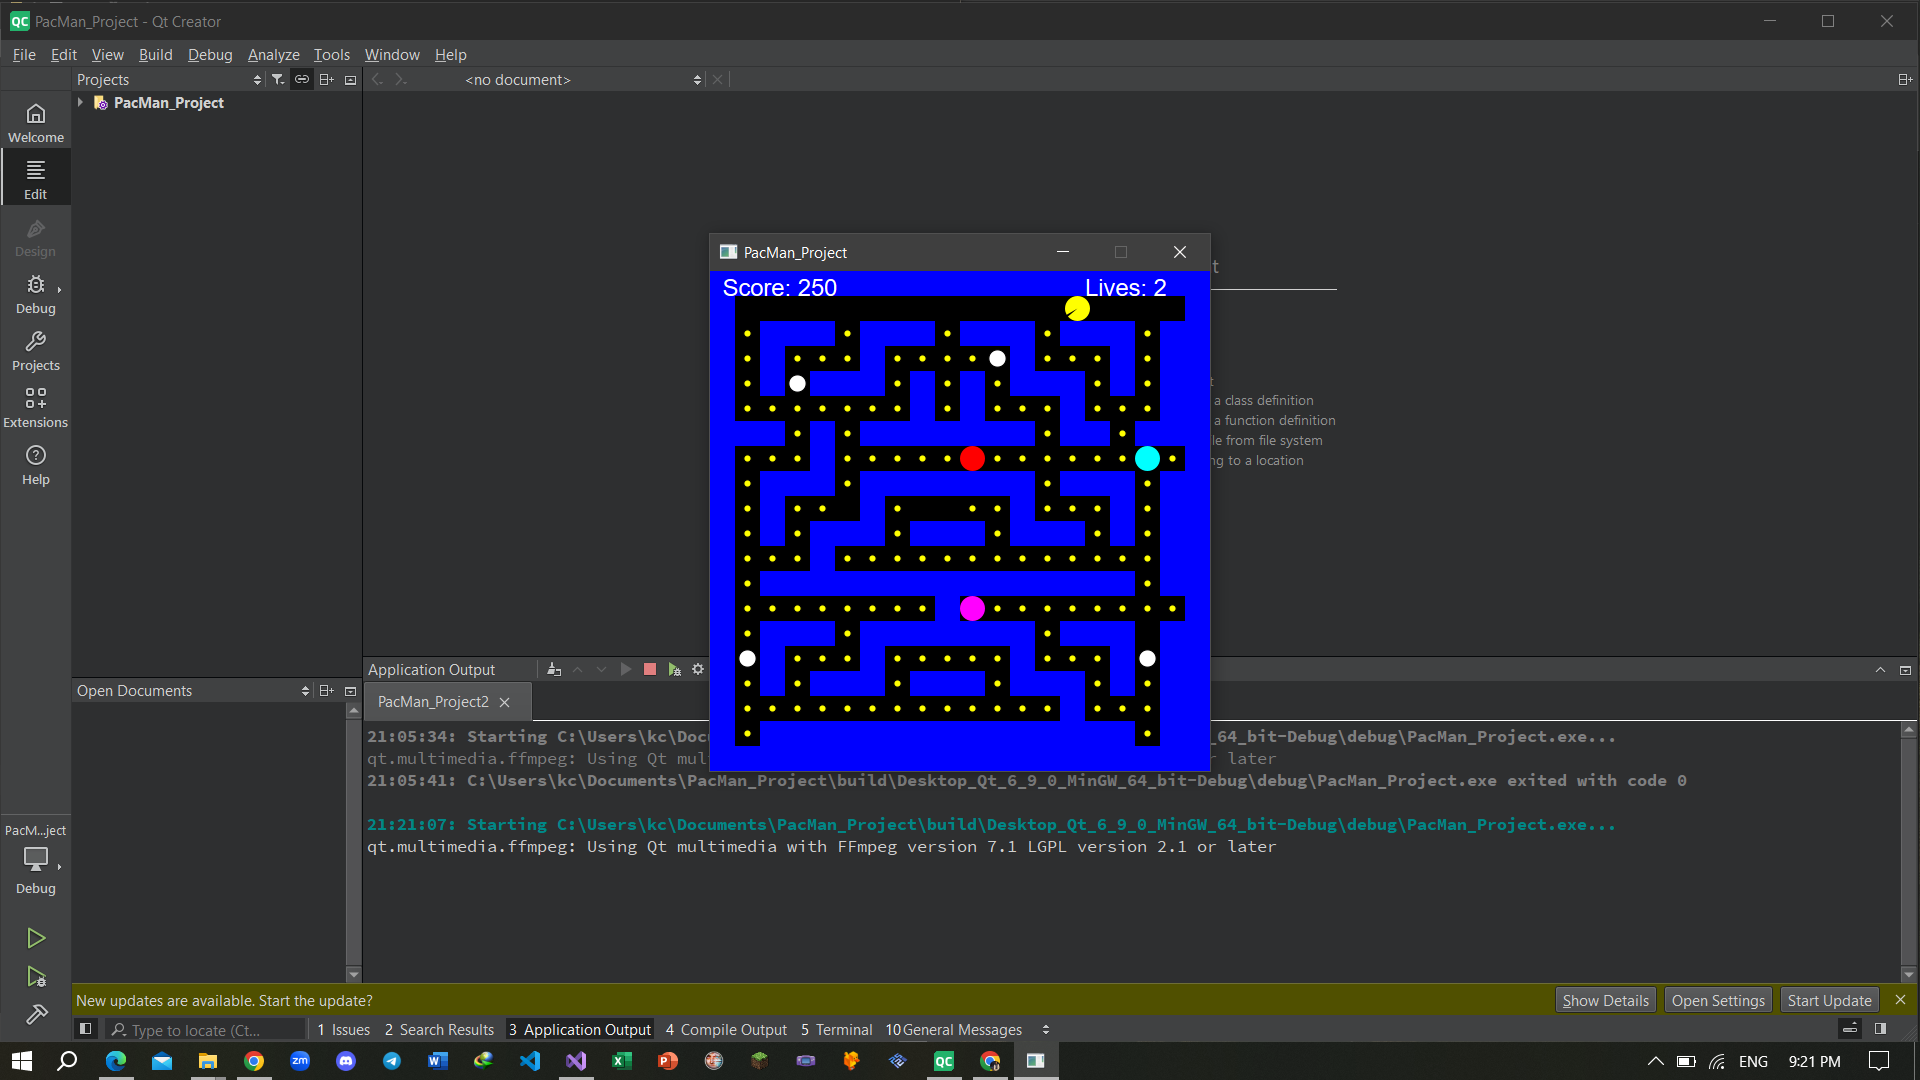 QC PacMan_Project - Qt Creator
File Edit View Build Debug Analyze Tools Window Help
Projects
<no document>
PacMan_Project
Welcome
Edit
Design
Debug
Projects
Extensions
Help
PacMan_Project
Score: 250
Lives: 2
t
t
a class definition
a function definition
le from file system
ng to a location
Open Documents
Application Output
PacMan_Project2
21:05:34: Starting C:\Users\kc\Doc
_64_bit-Debug\debug\PacMan_Project.exe...
qt.multimedia.ffmpeg: Using Qt mul
or later
21:05:41: C:\Users\kc\Documents\PacMan_Project\build\Desktop_Qt_6_9_0_MinGW_64_bit-Debug\debug\PacMan_Project.exe exited with code 0
21:21:07: Starting C:\Users\kc\Documents\PacMan_Project\build\Desktop_Qt_6_9_0_MinGW_64_bit-Debug\debug\PacMan_Project.exe...
qt.multimedia.ffmpeg: Using Qt multimedia with FFmpeg version 7.1 LGPL version 2.1 or later
PacM...ject
Debug
New updates are available. Start the update?
Show Details Open Settings Start Update
Type to locate (Ct...
1 Issues 2 Search Results 3 Application Output 4 Compile Output 5 Terminal 10 General Messages
zm
QC
ENG 9:21 PM